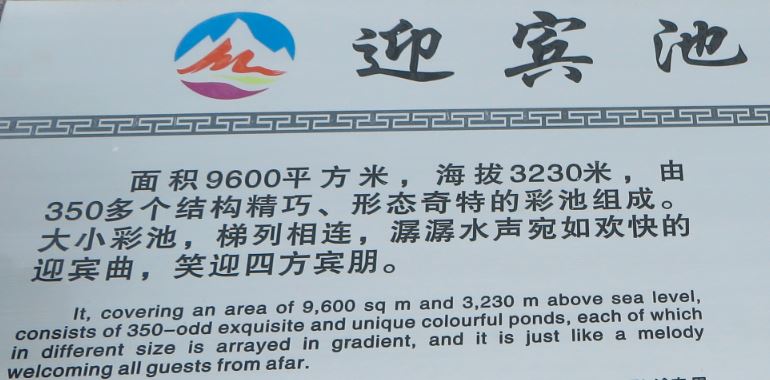 迎宾池
面积9600平方米，海拔3230米，由
350多个结构精巧、形态奇特的彩池组成。
大小彩池，梯列相连，潺潺水声宛如欢快的
迎宾曲，笑迎四方宾朋。
It, covering an area of 9,600 sq m and 3,230 m above sea level,
consists of 350-odd exquisite and unique colourful ponds, each of which
in different size is arrayed in gradient, and it is just like a melody
welcoming all guests from afar.